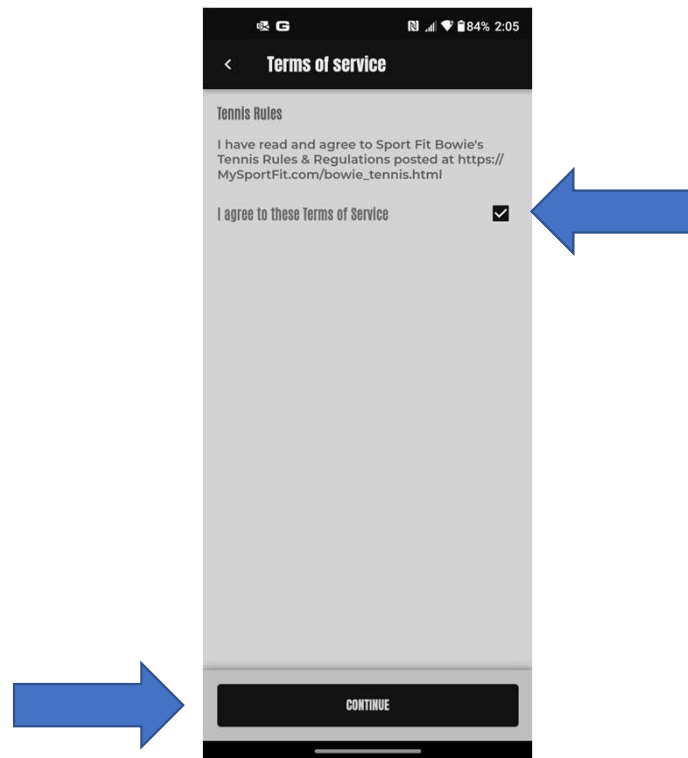 G 84% 2:05
Terms of service
Tennis Rules
I have read and agree to Sport Fit Bowie's
Tennis Rules & Regulations posted at https://
MySportFit.com/bowie_tennis.html
I agree to these Terms of Service
CONTINUE